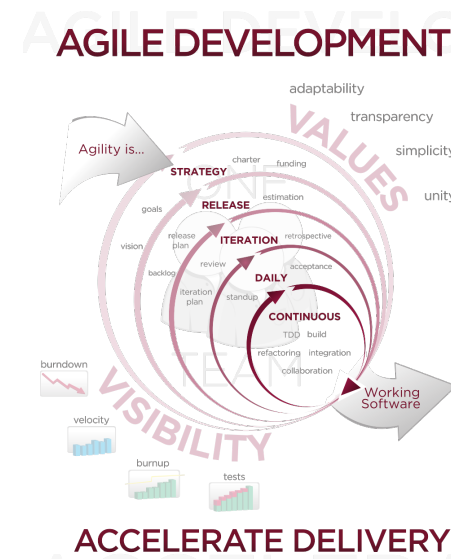 AGILE DEVELOPMENT
adaptability
VALUES
transparency
Agility is...
simplicity
charter
funding
STRATEGY
ONE
unity
estimation
RELEASE
goals
release
plan
ITERATION
retrospective
vision
review
acceptance
backlog
DAILY
iteration
plan
standup
CONTINUOUS
TDD build
refactoring integration
TEAM
collaboration
burndown
VISIBILITY
Working
Software
velocity
burnup
tests
ACCELERATE DELIVERY